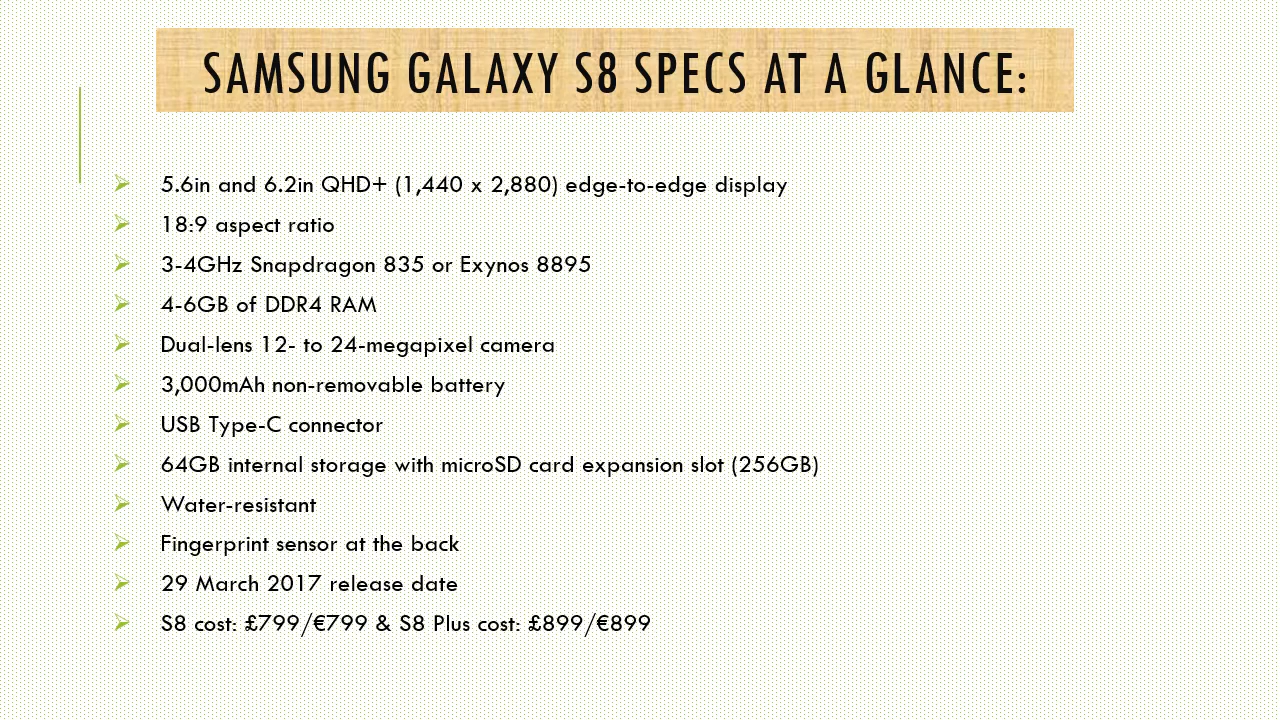 SAMSUNG GALAXY S8 SPECS AT A GLANCE:
5.6in and 6.2in QHD+ (1,440 x 2,880) edge-to-edge display
18:9 aspect ratio
3-4GHz Snapdragon 835 or Exynos 8895
4-6GB of DDR4 RAM
Dual-lens 12- to 24-megapixel camera
3,000mAh non-removable battery
USB Type-C connector
64GB internal storage with microSD card expansion slot (256GB)
Water-resistant
Fingerprint sensor at the back
29 March 2017 release date
S8 cost: £799/€799 & S8 Plus cost: £899/€899